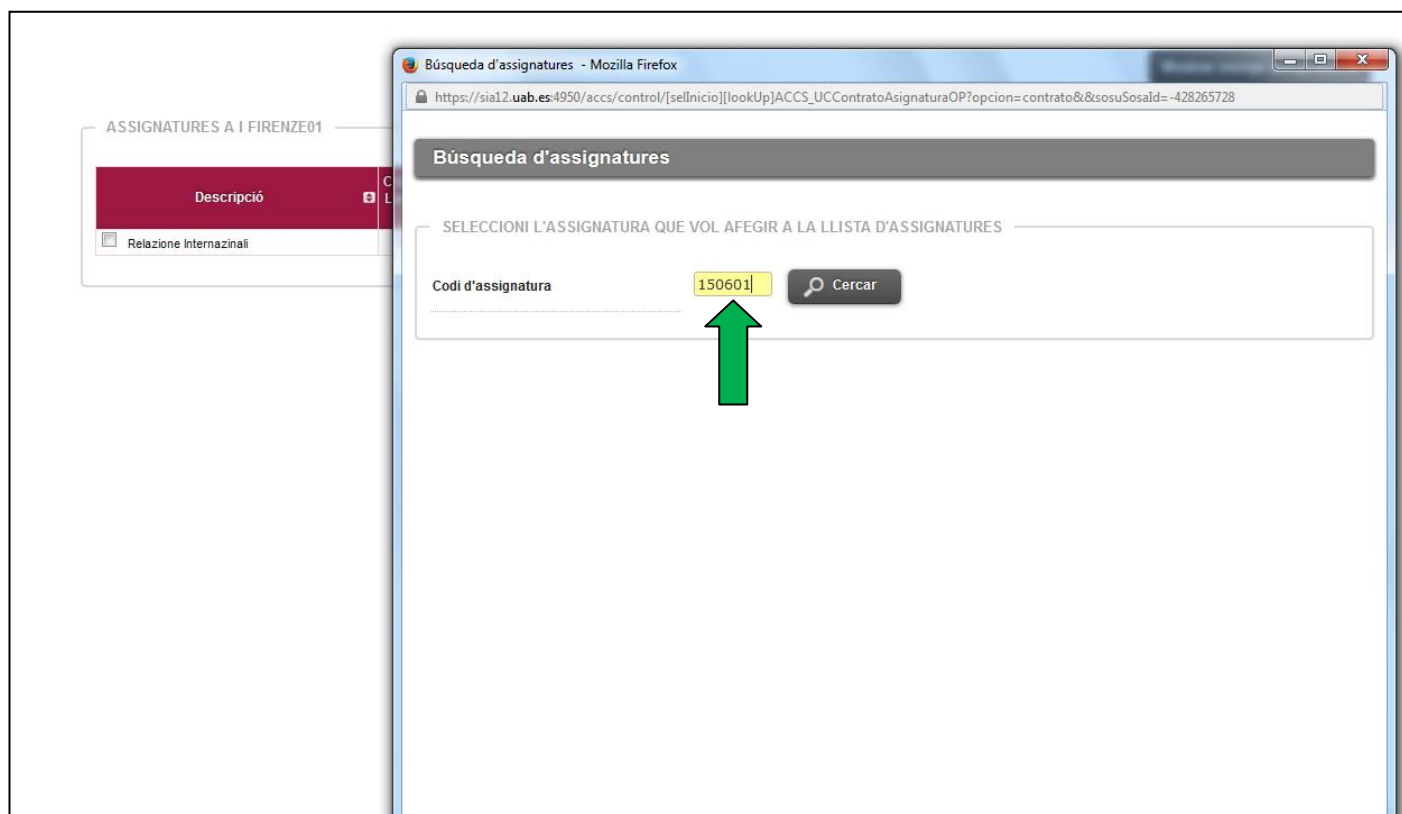 Búsqueda d'assignatures - Mozilla Firefox
https://sia12.uab.es:4950/accs/control/[selInicio][lookUp]ACCS_UCContratoAsignaturaOP?opcion=contrato&&sosuSosaId=-428265728
ASSIGNATURES A I FIRENZE01
Búsqueda d'assignatures
Descripció
C
L
Relazione Internazinali
SELECCIONI L'ASSIGNATURA QUE VOL AFEGIR A LA LLISTA D'ASSIGNATURES
Codi d'assignatura 150601 Cercar